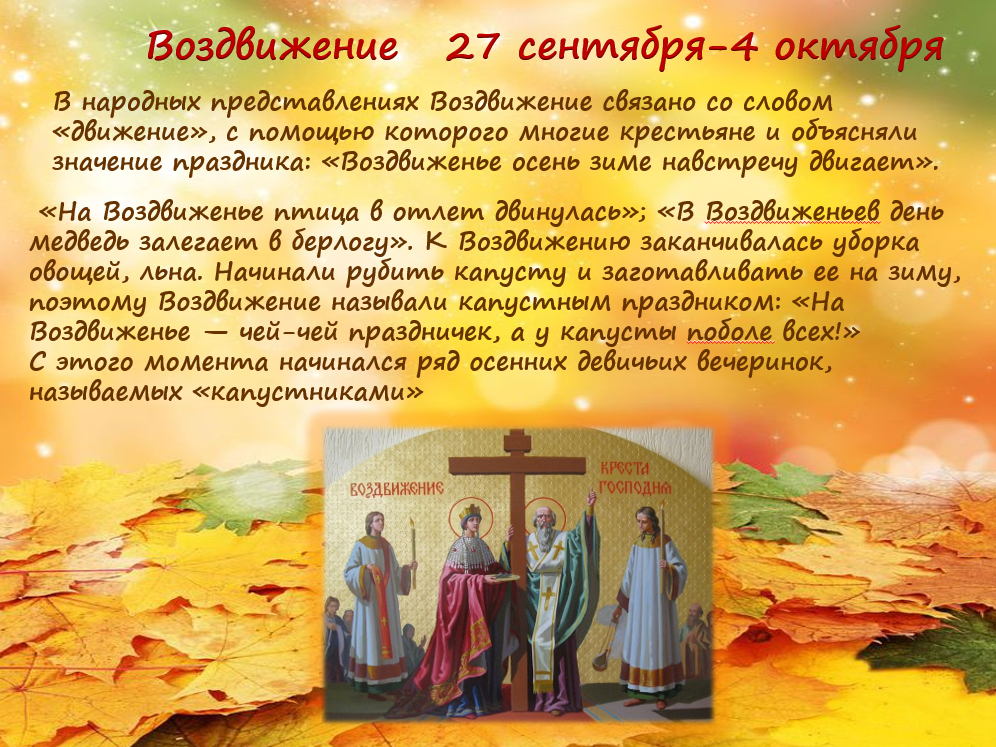 Воздвижение 27 сентября-4 октября
В народных представлениях Воздвижение связано со словом
«движение», с помощью которого многие крестьяне и объясняли
значение праздника: «Воздвиженье осень зиме навстречу двигает».
«На Воздвиженье птица в отлет двинулась»; «В Воздвиженьев день
медведь залегает в берлогу». К Воздвижению заканчивалась уборка
овощей, льна. Начинали рубить капусту и заготавливать ее на зиму,
поэтому Воздвижение называли капустным праздником: «На
Воздвиженье — чей-чей праздничек, а у капусты поболе всех!»
С этого момента начинался ряд осенних девичьих вечеринок,
называемых «капустниками»
ВОЗДВИЖЕНИЕ
КРЕСТА
ГОСПОДНЯ